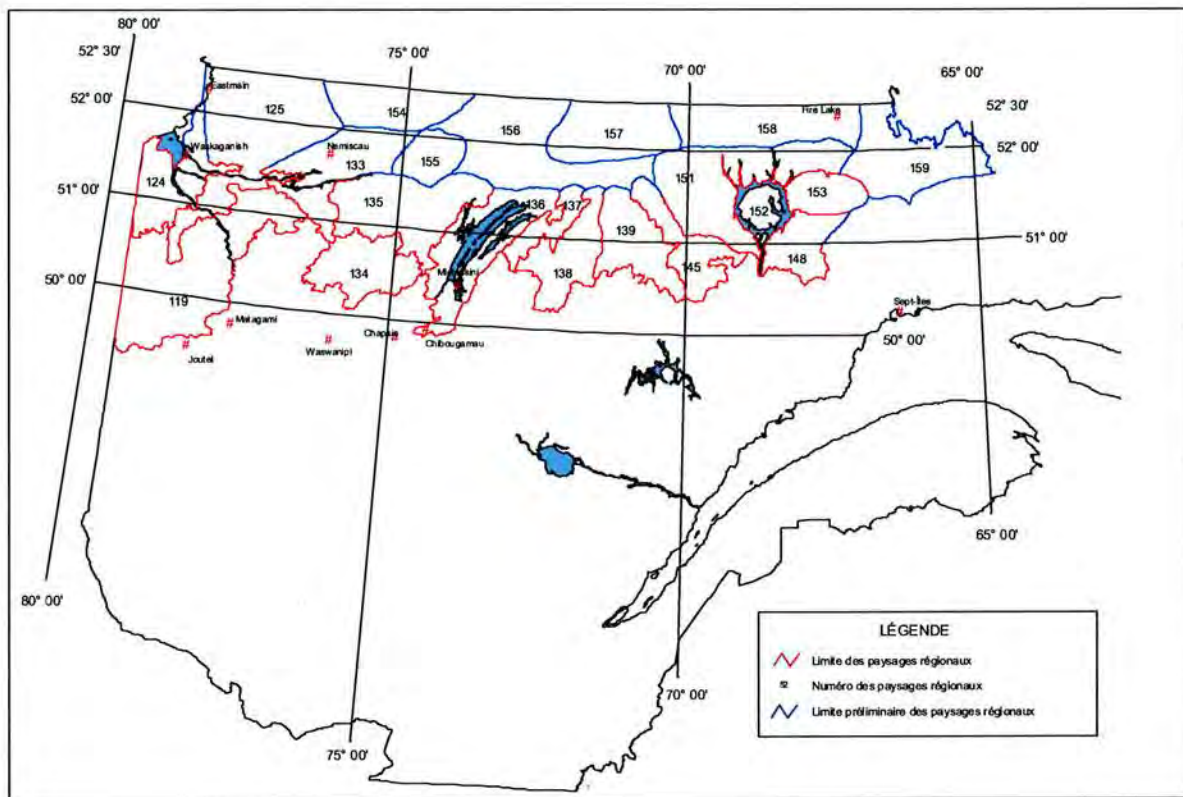 80° 00'
52° 30'
75° 00'
70° 00'
65° 00'
52° 30'
52° 00'
Eastmain
125
154
156
157
158
Fire Lake
52° 00'
Waskaganish
Nemiscau
133
155
151
153
159
51° 00'
124
135
136
137
152
139
51° 00'
50° 00'
134
138
145
148
119
Matagami
Joutel
Waswanipi
Chapais
Chibougamau
Sept-Îles
50° 00'
80° 00'
65° 00'
70° 00'
75° 00'
LÉGENDE
Limite des paysages régionaux
52 Numéro des paysages régionaux
Limite préliminaire des paysages régionaux